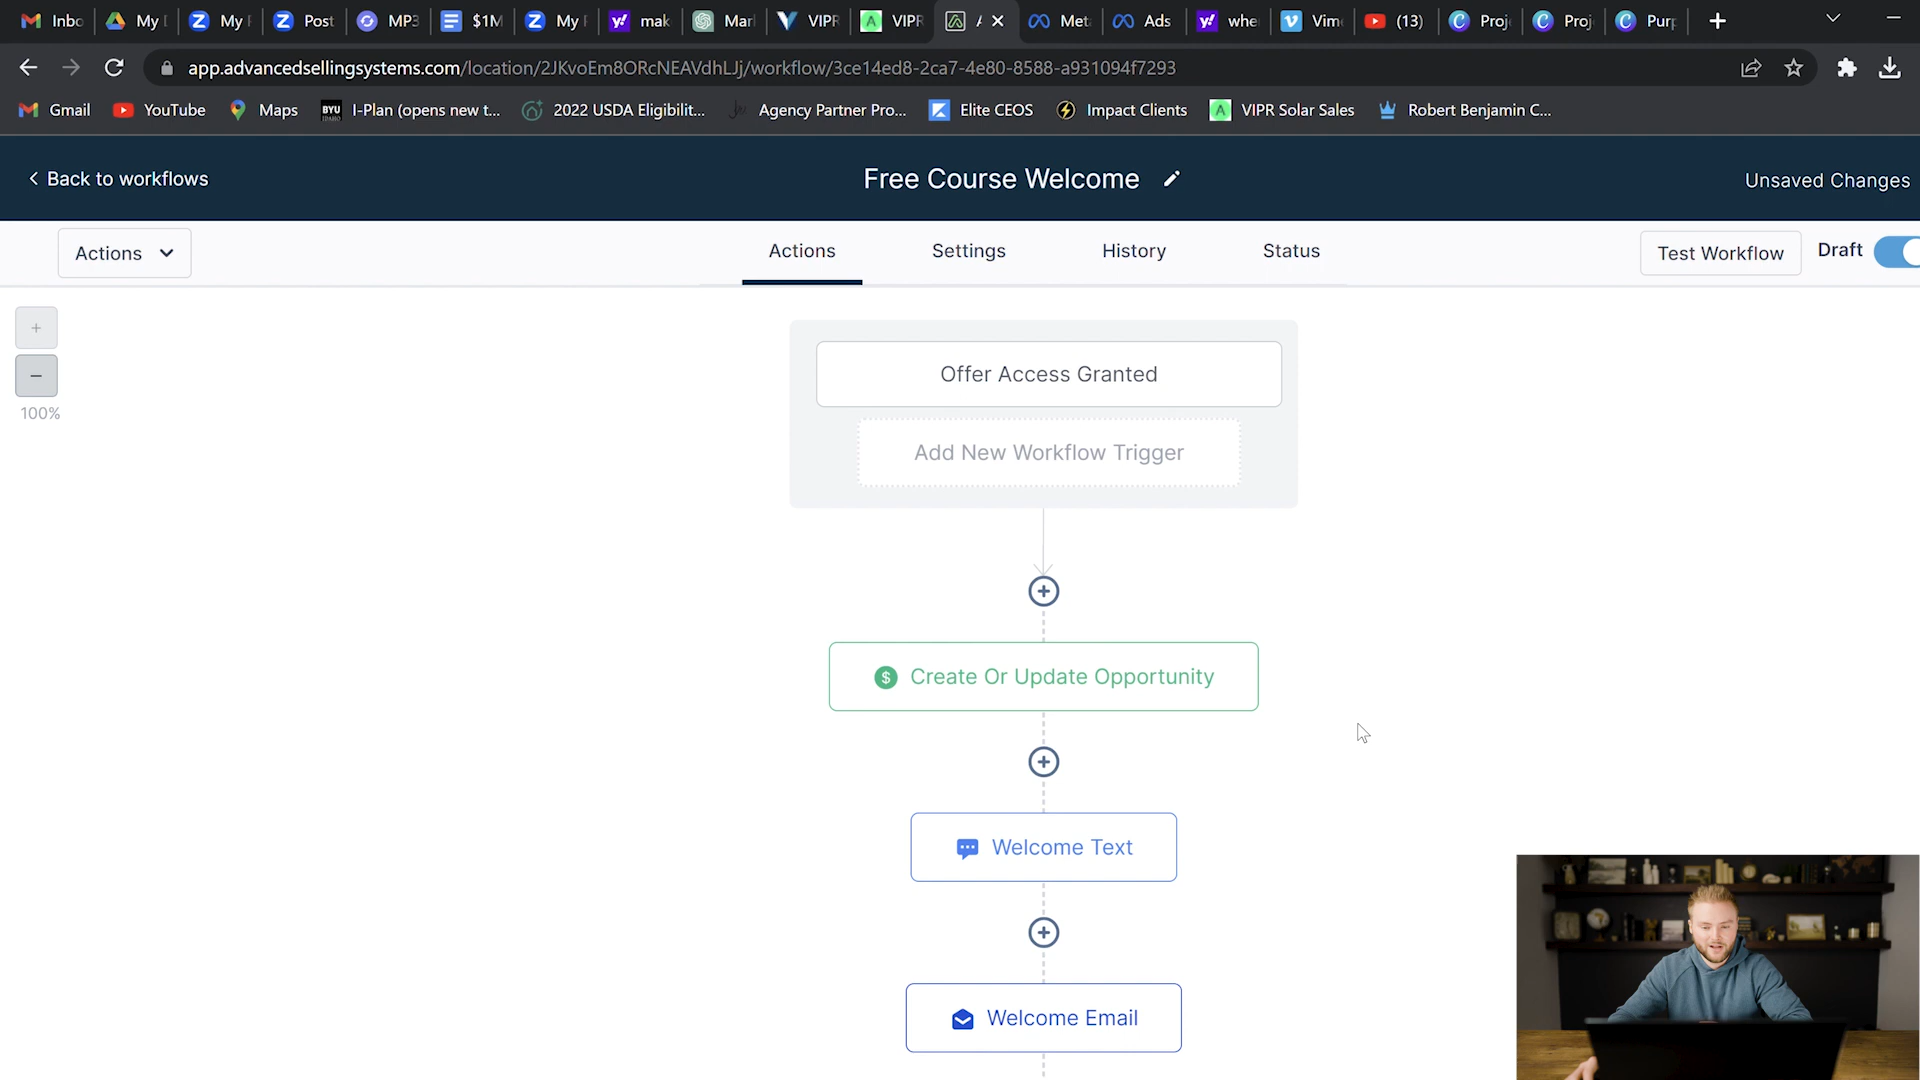 Inbo
My
My
Post
MP3
$1M
My
mak
Mar
VIPR
VIPR
Met
Ads
whe
Vim
(13)
Proj
Proj
Purp
app.advancedsellingsystems.com/location/2JKvoEm8ORcNEAVdhLJj/workflow/3ce14ed8-2ca7-4e80-8588-a931094f7293
Gmail
YouTube
Maps
BYU
IDAHO
I-Plan (opens new t...
2022 USDA Eligibilit...
Agency Partner Pro...
Elite CEOS
Impact Clients
VIPR Solar Sales
Robert Benjamin C...
Back to workflows
Free Course Welcome
Unsaved Changes
Actions
Actions
Settings
History
Status
Test Workflow
Draft
100%
Offer Access Granted
Add New Workflow Trigger
Create Or Update Opportunity
Welcome Text
Welcome Email